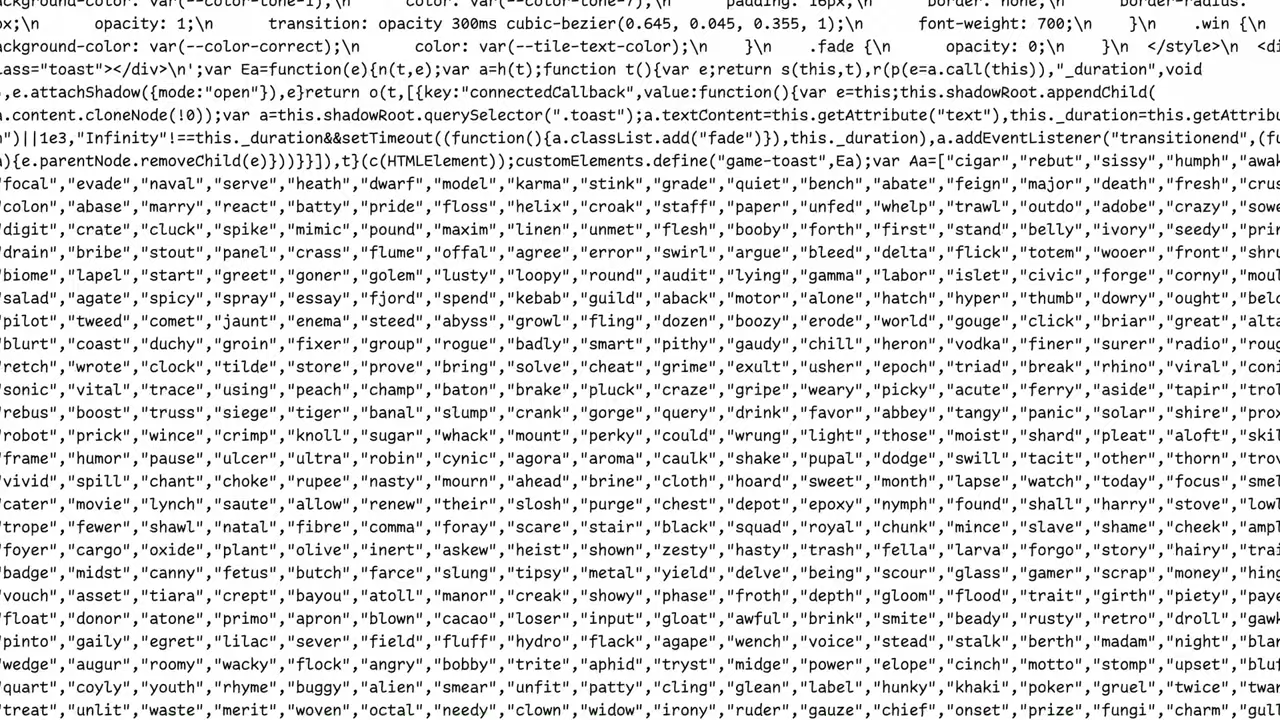 ackground-color: var(--color-tone-1);\n      color: var(--color-tone-7);\n      padding: 16px;\n      border: none;\n      border-radius:
px;\n      opacity: 1;\n      transition: opacity 300ms cubic-bezier(0.645, 0.045, 0.355, 1);\n      font-weight: 700;\n    }\n    .win {\n
ackground-color: var(--color-correct);\n      color: var(--tile-text-color);\n    }\n    .fade {\n      opacity: 0;\n    }\n  </style>\n  <di
lass="toast"></div>\n';var Ea=function(e){n(t,e);var a=h(t);function t(){var e;return s(this,t),r(p(e=a.call(this)),"_duration",void
),e.attachShadow({mode:"open"}),e}return o(t,[{key:"connectedCallback",value:function(){var e=this;this.shadowRoot.appendChild(
a.content.cloneNode(!0));var a=this.shadowRoot.querySelector(".toast");a.textContent=this.getAttribute("text"),this._duration=this.getAttribu
n")||1e3,"Infinity"!==this._duration&&setTimeout((function(){a.classList.add("fade")}),this._duration),a.addEventListener("transitionend",(fu
a){e.parentNode.removeChild(e)}))}}]),t}(c(HTMLElement));customElements.define("game-toast",Ea);var Aa=["cigar","rebut","sissy","humph","awak
"focal","evade","naval","serve","heath","dwarf","model","karma","stink","grade","quiet","bench","abate","feign","major","death","fresh","crus
"colon","abase","marry","react","batty","pride","floss","helix","croak","staff","paper","unfed","whelp","trawl","outdo","adobe","crazy","sowe
"digit","crate","cluck","spike","mimic","pound","maxim","linen","unmet","flesh","booby","forth","first","stand","belly","ivory","seedy","prin
"drain","bribe","stout","panel","crass","flume","offal","agree","error","swirl","argue","bleed","delta","flick","totem","wooer","front","shru
"biome","lapel","start","greet","goner","golem","lusty","loopy","round","audit","lying","gamma","labor","islet","civic","forge","corny","moul
"salad","agate","spicy","spray","essay","fjord","spend","kebab","guild","aback","motor","alone","hatch","hyper","thumb","dowry","ought","belc
"pilot","tweed","comet","jaunt","enema","steed","abyss","growl","fling","dozen","boozy","erode","world","gouge","click","briar","great","alta
"blurt","coast","duchy","groin","fixer","group","rogue","badly","smart","pithy","gaudy","chill","heron","vodka","finer","surer","radio","roug
"retch","wrote","clock","tilde","store","prove","bring","solve","cheat","grime","exult","usher","epoch","triad","break","rhino","viral","coni
"sonic","vital","trace","using","peach","champ","baton","brake","pluck","craze","gripe","weary","picky","acute","ferry","aside","tapir","trol
"rebus","boost","truss","siege","tiger","banal","slump","crank","gorge","query","drink","favor","abbey","tangy","panic","solar","shire","prox
"robot","prick","wince","crimp","knoll","sugar","whack","mount","perky","could","wrung","light","those","moist","shard","pleat","aloft","skil
"frame","humor","pause","ulcer","ultra","robin","cynic","agora","aroma","caulk","shake","pupal","dodge","swill","tacit","other","thorn","trov
"vivid","spill","chant","choke","rupee","nasty","mourn","ahead","brine","cloth","hoard","sweet","month","lapse","watch","today","focus","smel
"cater","movie","lynch","saute","allow","renew","their","slosh","purge","chest","depot","epoxy","nymph","found","shall","harry","stove","lowl
"trope","fewer","shawl","natal","fibre","comma","foray","scare","stair","black","squad","royal","chunk","mince","slave","shame","cheek","ampl
"foyer","cargo","oxide","plant","olive","inert","askew","heist","shown","zesty","hasty","trash","fella","larva","forgo","story","hairy","trai
"badge","midst","canny","fetus","butch","farce","slung","tipsy","metal","yield","delve","being","scour","glass","gamer","scrap","money","hing
"vouch","asset","tiara","crept","bayou","atoll","manor","creak","showy","phase","froth","depth","gloom","flood","trait","girth","piety","paye
"float","donor","atone","primo","apron","blown","cacao","loser","input","gloat","awful","brink","smite","beady","rusty","retro","droll","gawk
"pinto","gaily","egret","lilac","sever","field","fluff","hydro","flack","agape","wench","voice","stead","stalk","berth","madam","night","blan
"wedge","augur","roomy","wacky","flock","angry","bobby","trite","aphid","tryst","midge","power","elope","cinch","motto","stomp","upset","bluf
"quart","coyly","youth","rhyme","buggy","alien","smear","unfit","patty","cling","glean","label","hunky","khaki","poker","gruel","twice","twan
"treat","unlit","waste","merit","woven","octal","needy","clown","widow","irony","ruder","gauze","chief","onset","prize","fungi","charm","gull